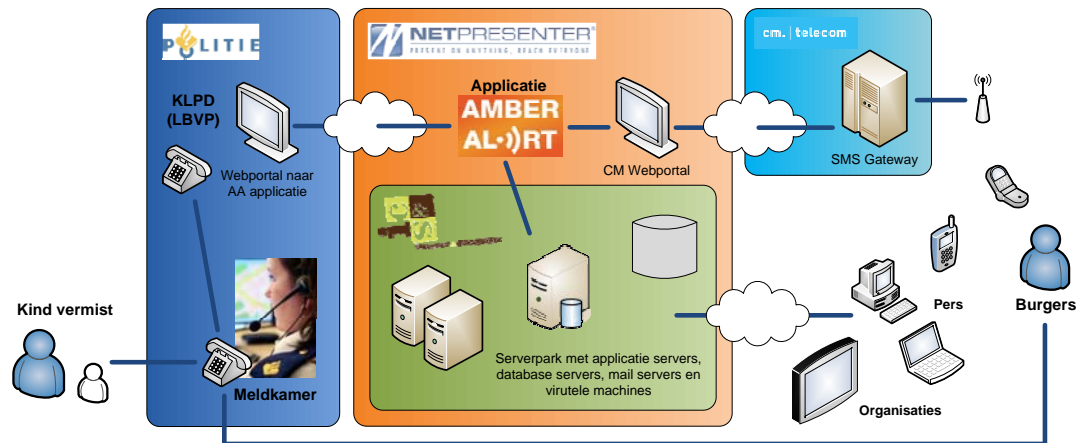 POLITIE
NETPRESENTER
PRESENT ON ANYTHING, REACH EVERYONE
cm. | telecom
KLPD
(LBVP)
Webportal naar
AA applicatie
Applicatie
AMBER
AL•))RT
CM Webportal
SMS Gateway
Kind vermist
Meldkamer
Serverpark met applicatie servers,
database servers, mail servers en
virutele machines
Pers
Burgers
Organisaties